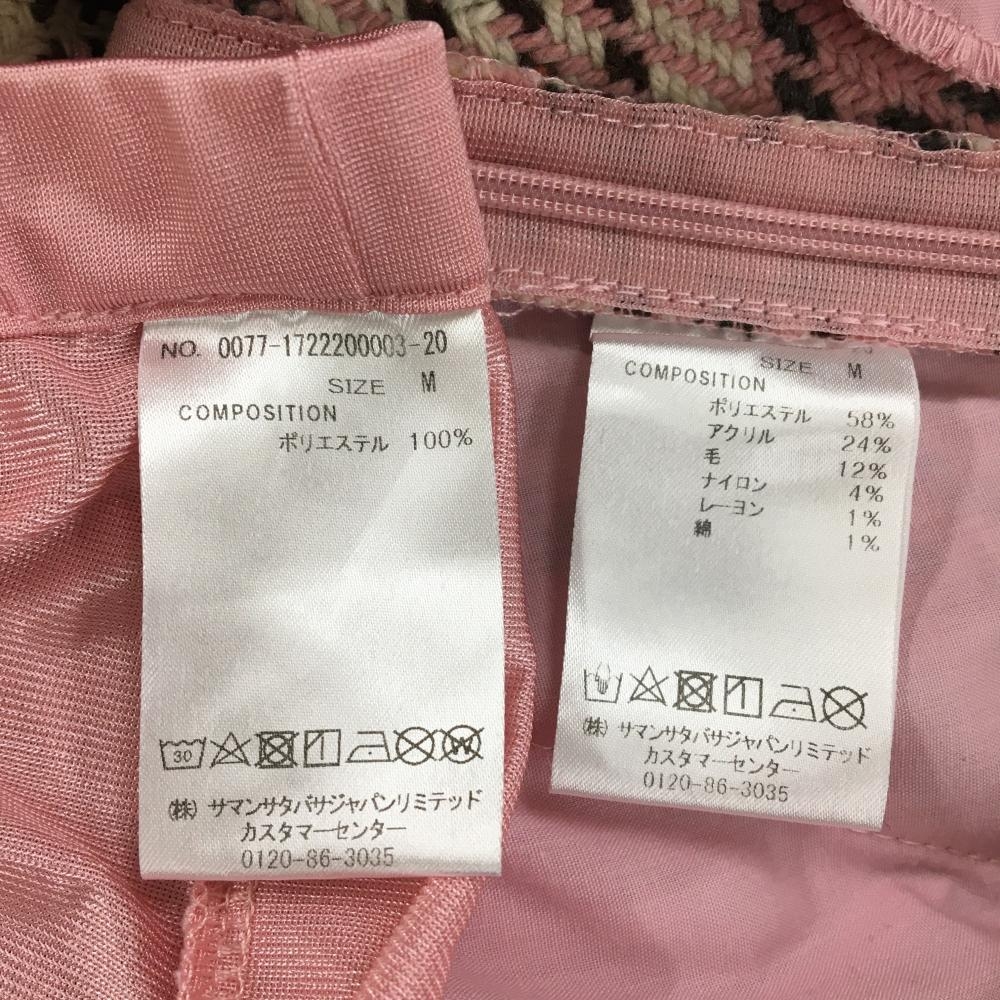 NO. 0077-1722200003-20
SIZE M
COMPOSITION
ポリエステル 100%
30
(株) サマンサタバサジャパンリミテッド
カスタマーセンター
0120-86-3035
SIZE M
COMPOSITION
ポリエステル 58%
アクリル 24%
毛 12%
ナイロン 4%
レーヨン 1%
綿 1%
(株) サマンサタバサジャパンリミテッド
カスタマーセンター
0120-86-3035